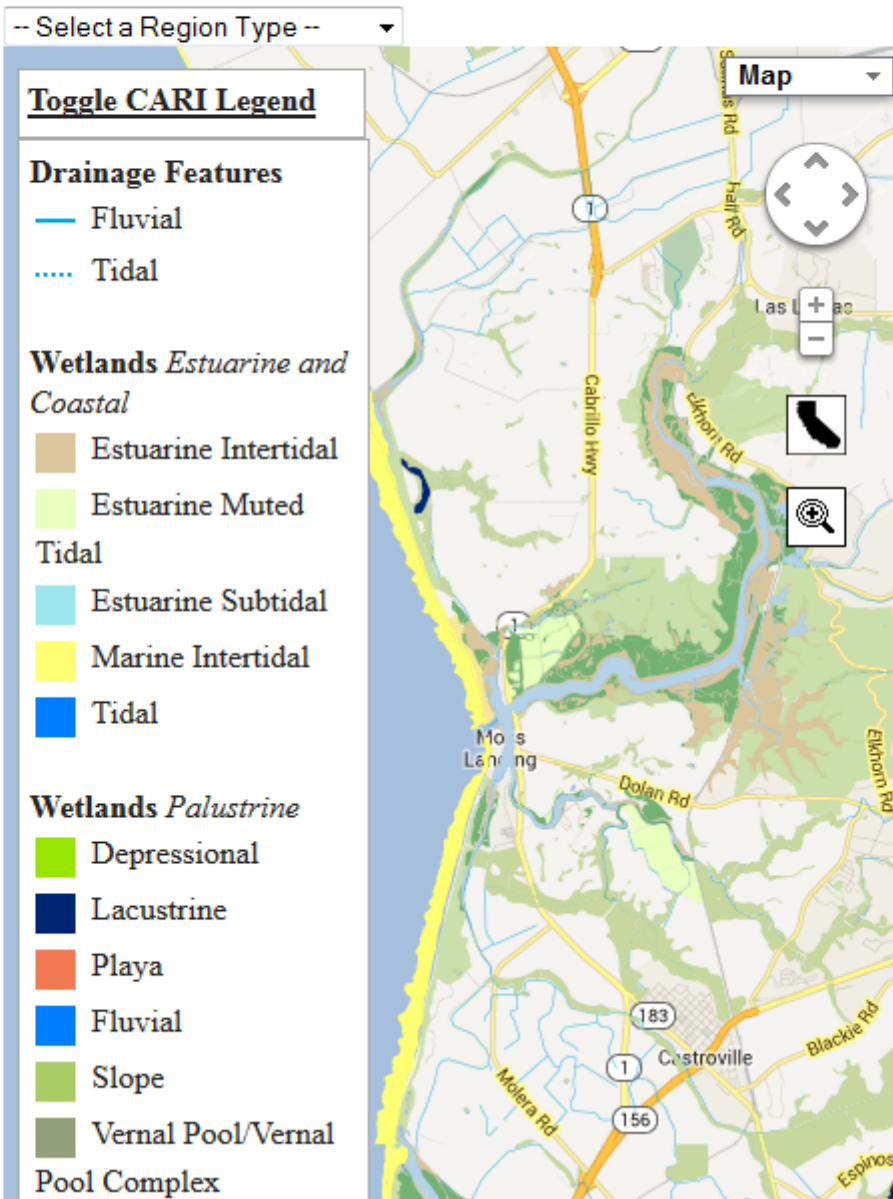 -- Select a Region Type --
Map
Toggle CARI Legend
Drainage Features
Fluvial
Tidal
Wetlands Estuarine and
Coastal
Estuarine Intertidal
Estuarine Muted
Tidal
Estuarine Subtidal
Marine Intertidal
Tidal
Wetlands Palustrine
Depressional
Lacustrine
Playa
Fluvial
Slope
Vernal Pool/Vernal
Pool Complex
Rd
Hall Rd
1
+
−
Cabrillo Hwy
Elkhorn Rd
1
Moss
Landing
Dolan Rd
Elkhorn Rd
183
Castroville
Blackie Rd
1
Molera Rd
156